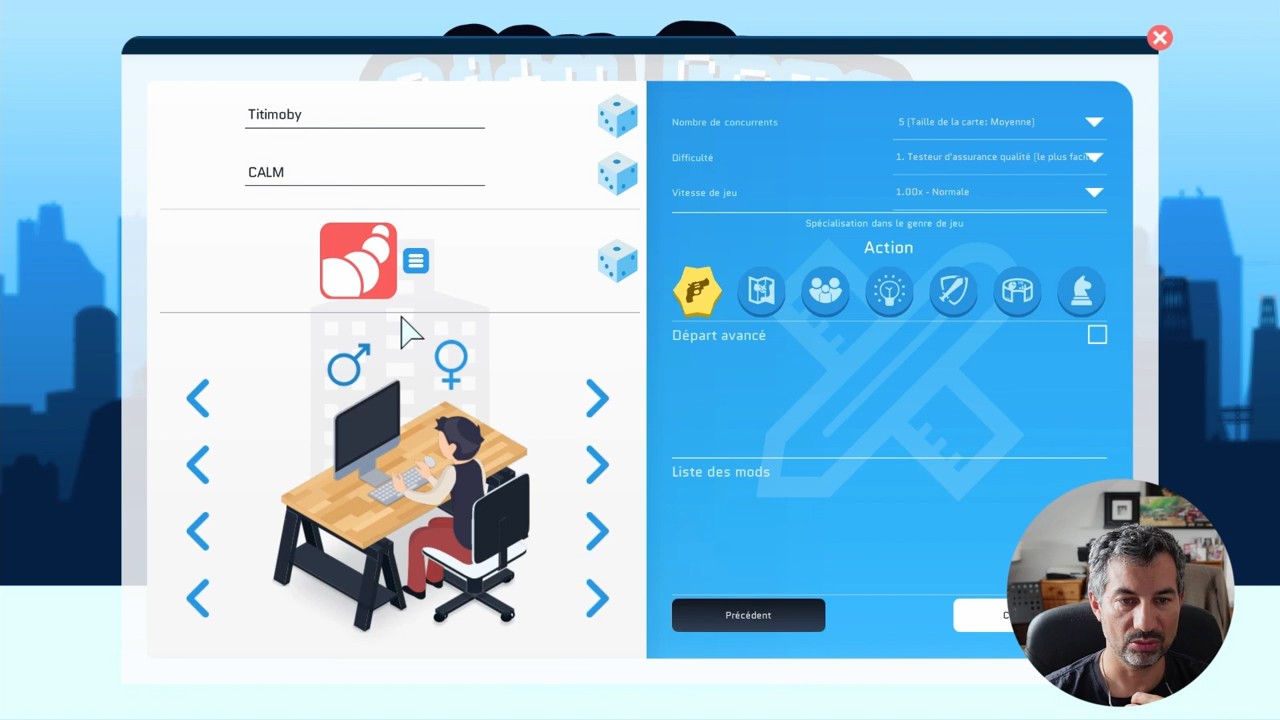 Titimoby
CALM
Nombre de concurrents
5 (Taille de la carte: Moyenne)
Difficulté
1. Testeur d'assurance qualité (le plus facil
Vitesse de jeu
1.00x - Normale
Spécialisation dans le genre de jeu
Action
Départ avancé
Liste des mods
Précédent